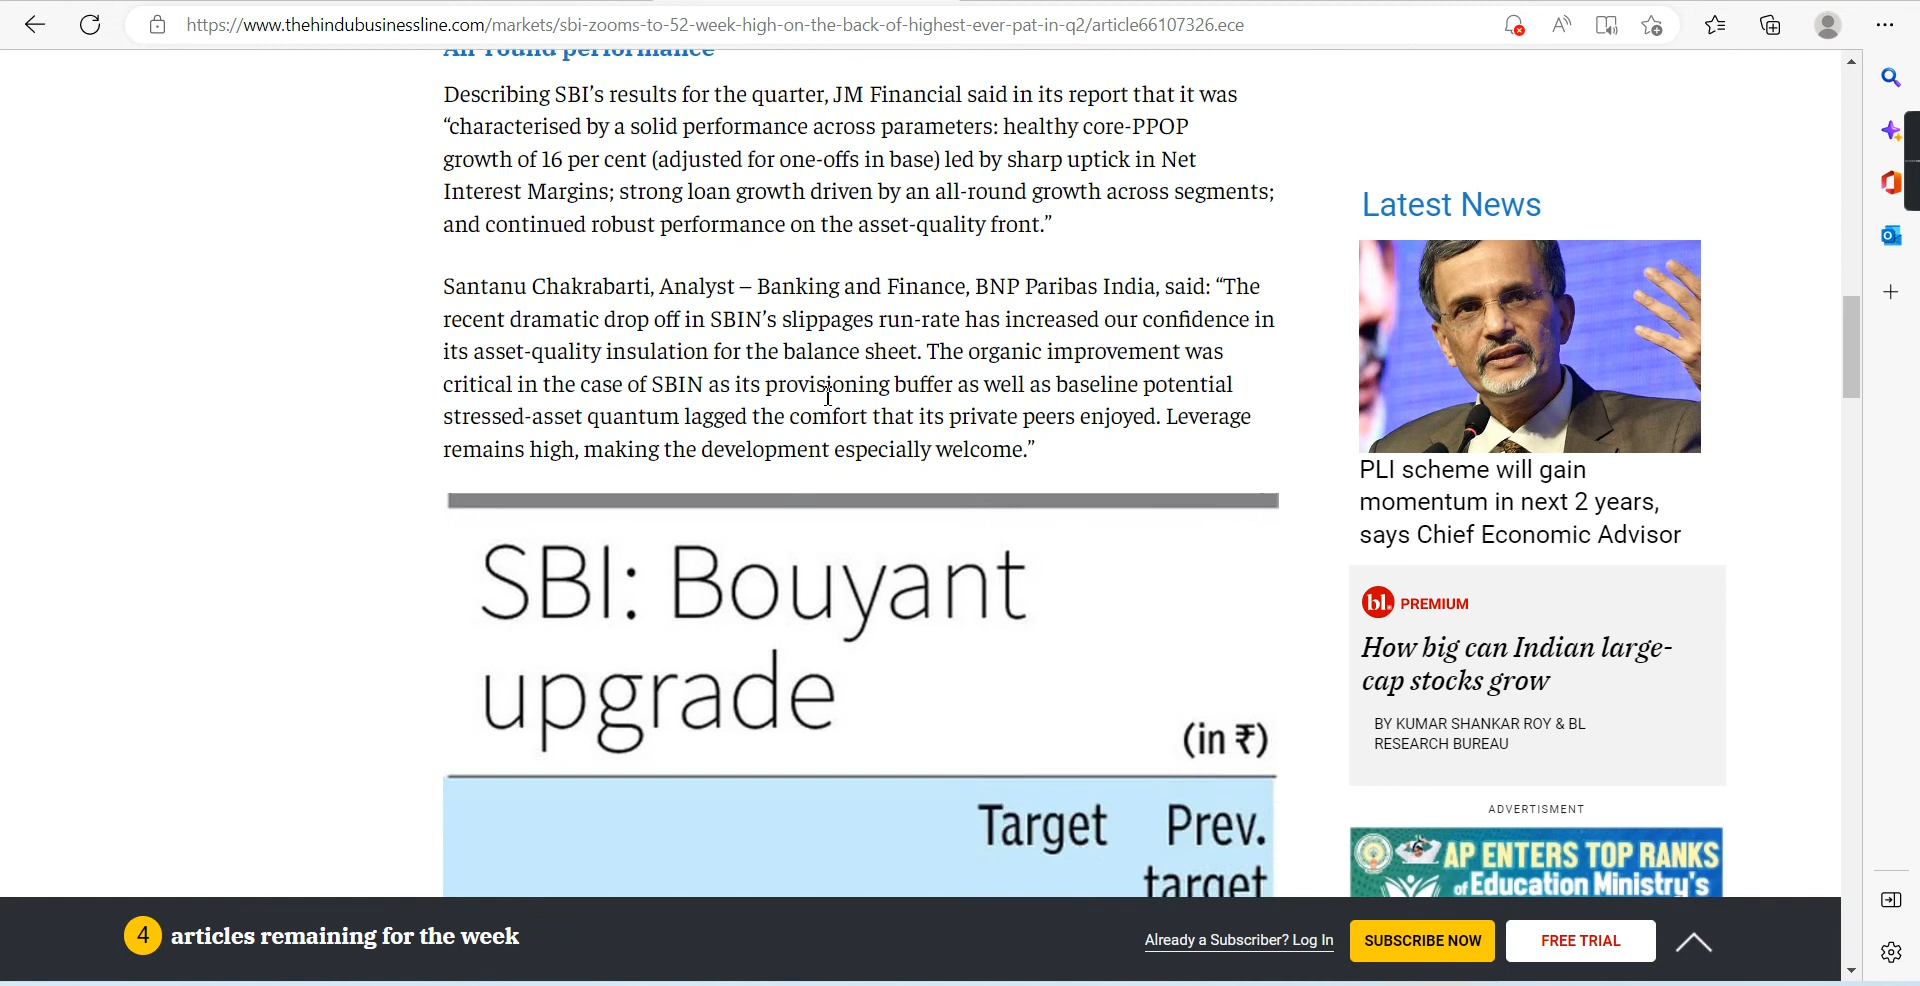 https://www.thehindubusinessline.com/markets/sbi-zooms-to-52-week-high-on-the-back-of-highest-ever-pat-in-q2/article66107326.ece
All-round performance
Describing SBI’s results for the quarter, JM Financial said in its report that it was
“characterised by a solid performance across parameters: healthy core-PPOP
growth of 16 per cent (adjusted for one-offs in base) led by sharp uptick in Net
Interest Margins; strong loan growth driven by an all-round growth across segments;
and continued robust performance on the asset-quality front.”
Santanu Chakrabarti, Analyst – Banking and Finance, BNP Paribas India, said: “The
recent dramatic drop off in SBIN’s slippages run-rate has increased our confidence in
its asset-quality insulation for the balance sheet. The organic improvement was
critical in the case of SBIN as its provisioning buffer as well as baseline potential
stressed-asset quantum lagged the comfort that its private peers enjoyed. Leverage
remains high, making the development especially welcome.”
SBI: Bouyant
upgrade
(in ₹)
Target Prev.
target
Latest News
PLI scheme will gain
momentum in next 2 years,
says Chief Economic Advisor
bl. PREMIUM
How big can Indian large-
cap stocks grow
BY KUMAR SHANKAR ROY & BL
RESEARCH BUREAU
ADVERTISMENT
AP ENTERS TOP RANKS
of Education Ministry's
4 articles remaining for the week
Already a Subscriber? Log In
SUBSCRIBE NOW
FREE TRIAL